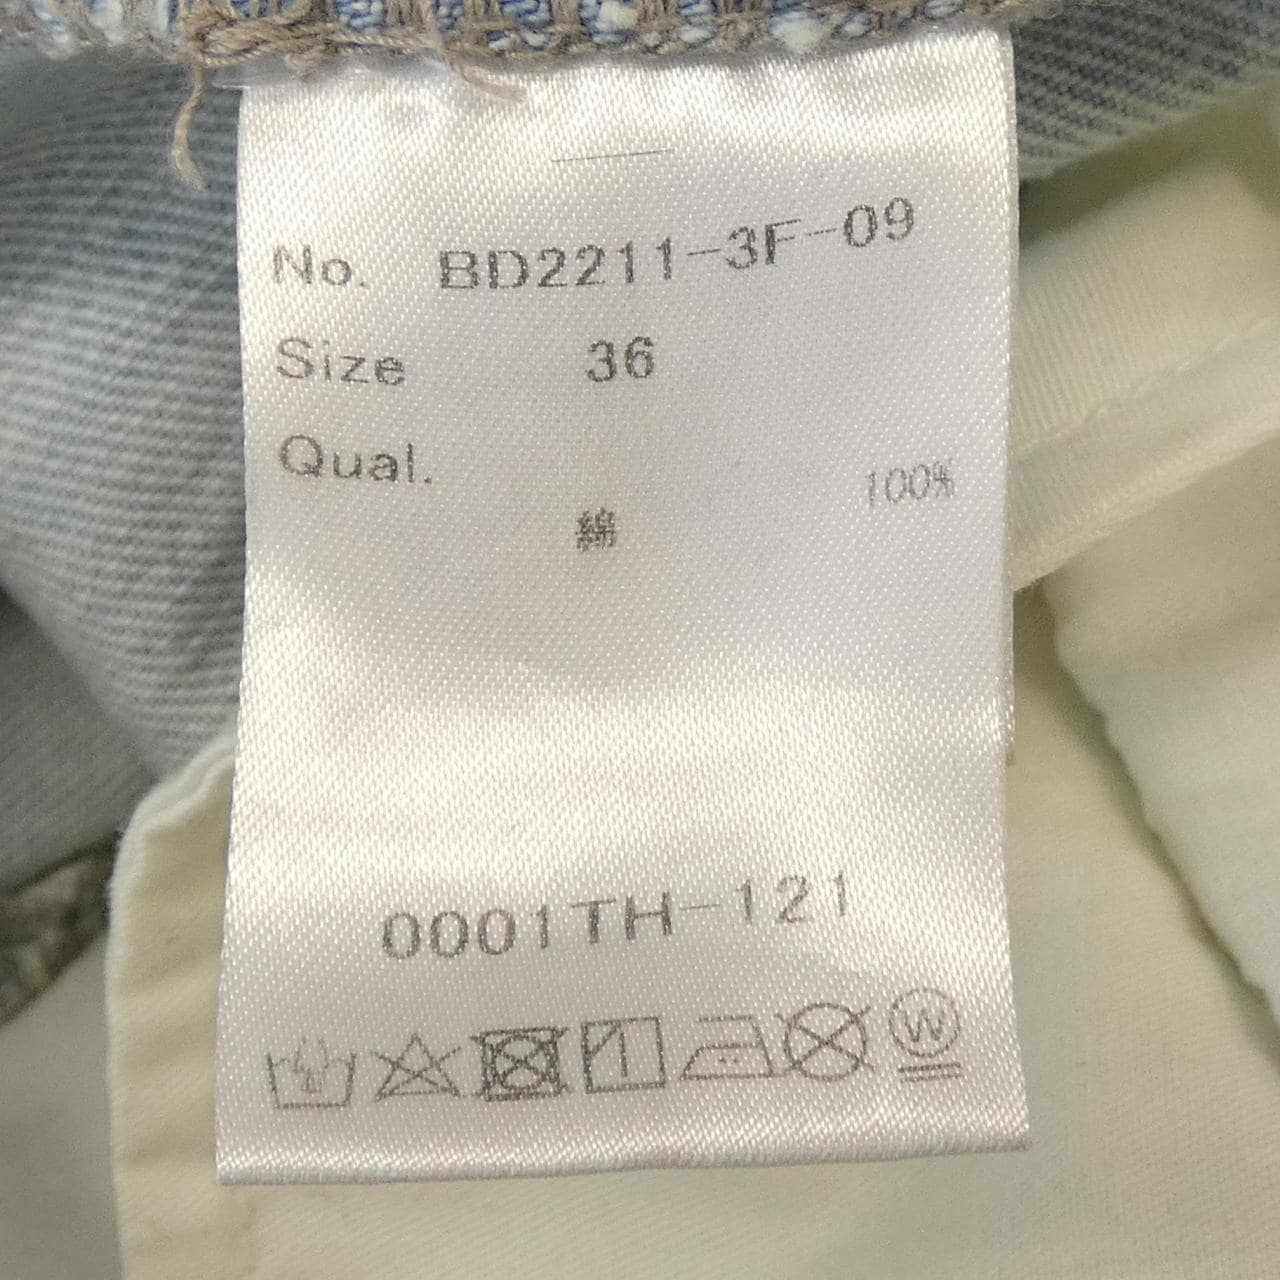 No. BD2211-3F-09
Size 36
Qual.
100%
綿
0001TH-121
W